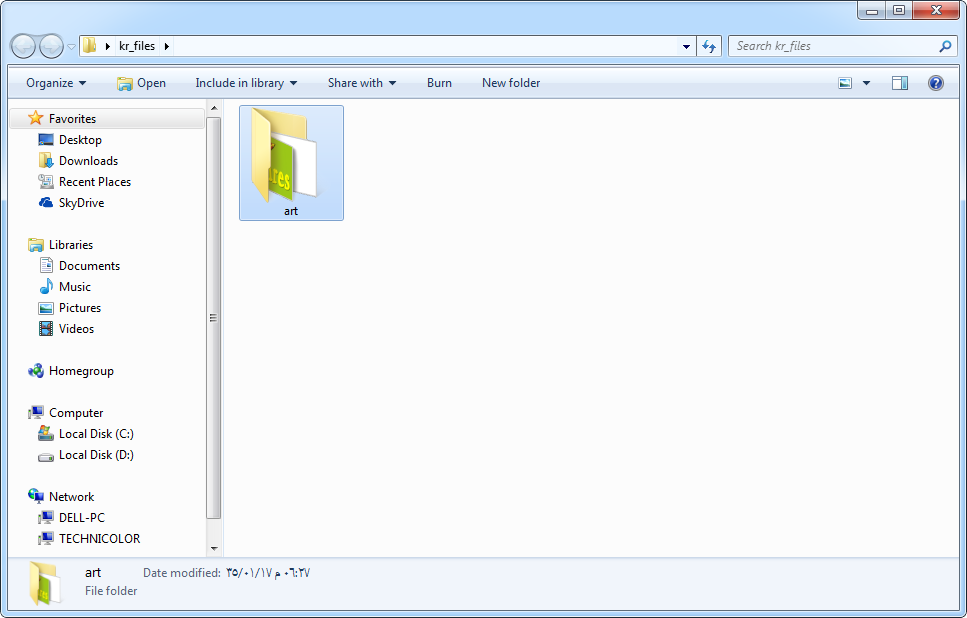 kr_files
Search kr_files
Organize Open Include in library Share with Burn New folder
Favorites
Desktop
Downloads
Recent Places
SkyDrive
Libraries
Documents
Music
Pictures
Videos
Homegroup
Computer
Local Disk (C:)
Local Disk (D:)
Network
DELL-PC
TECHNICOLOR
art
art Date modified: ٣٥/٠١/١٧ م ٠٦:٢٧
File folder